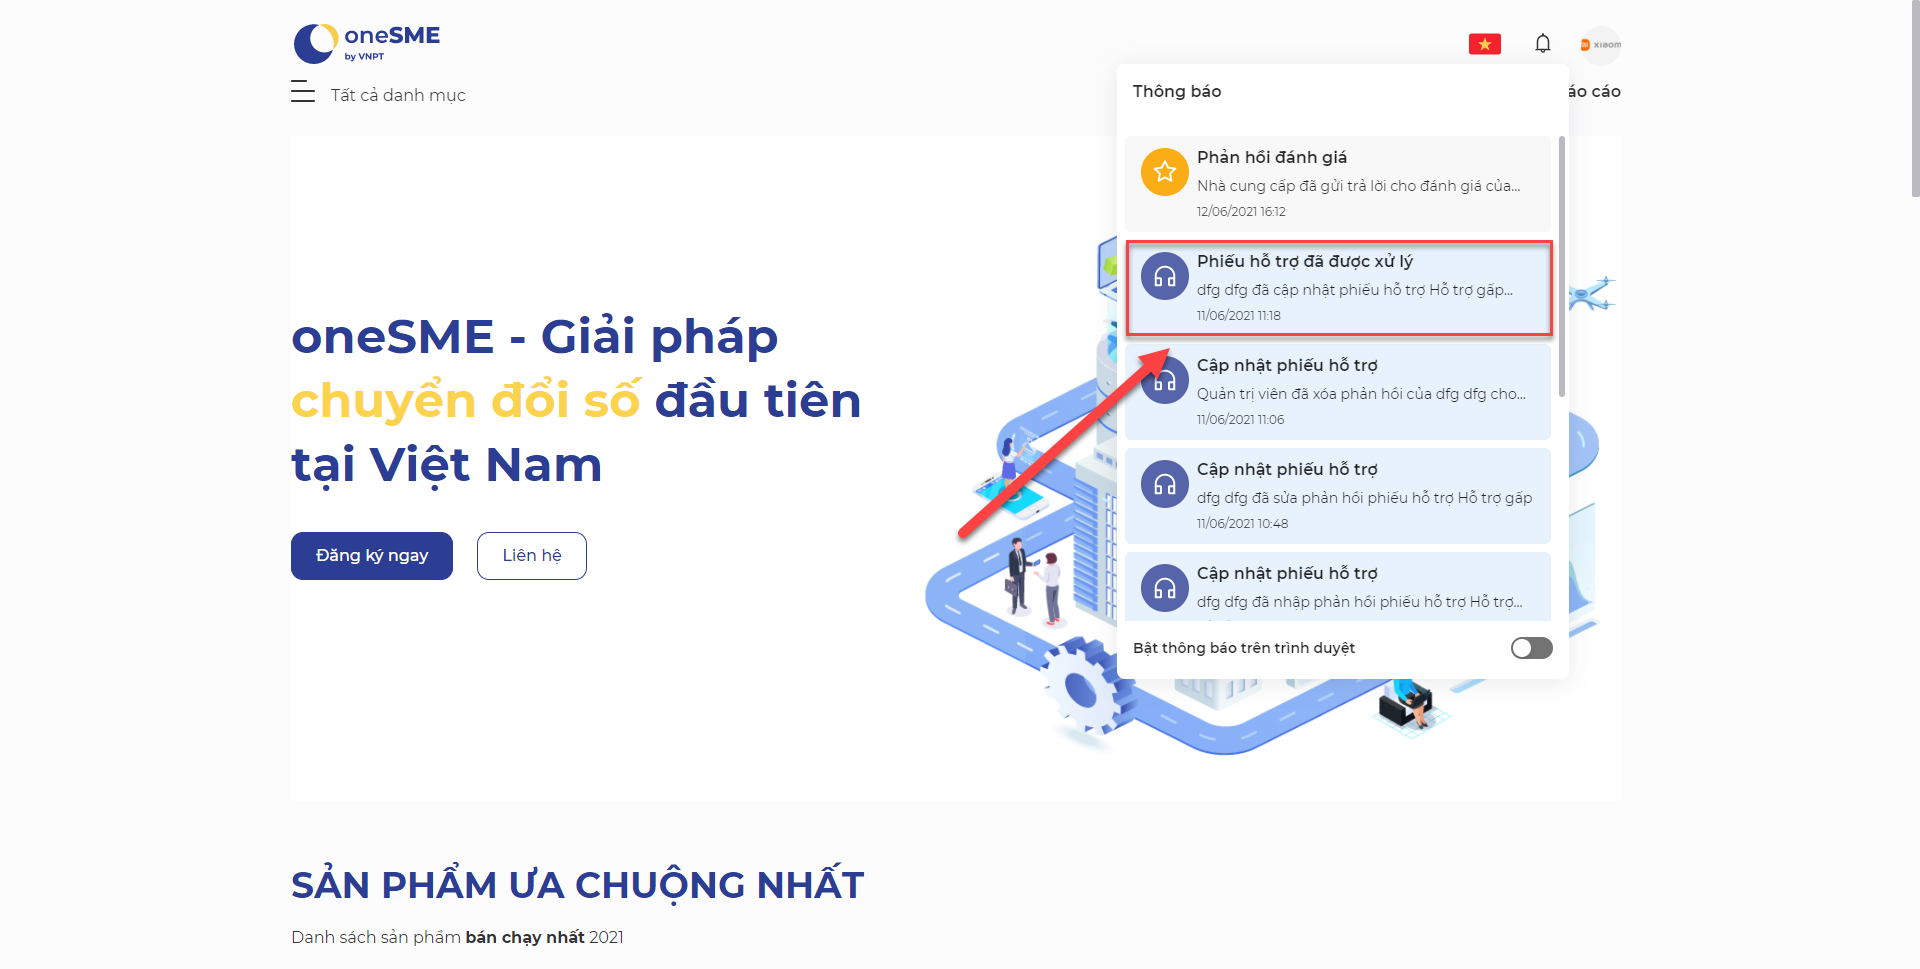 oneSME
by VNPT
xiaom
Tất cả danh mục
áo cáo
Thông báo
Phản hồi đánh giá
Nhà cung cấp đã gửi trả lời cho đánh giá của...
12/06/2021 16:12
Phiếu hỗ trợ đã được xử lý
dfg dfg đã cập nhật phiếu hỗ trợ Hỗ trợ gấp...
11/06/2021 11:18
Cập nhật phiếu hỗ trợ
Quản trị viên đã xóa phản hồi của dfg dfg cho...
11/06/2021 11:06
Cập nhật phiếu hỗ trợ
dfg dfg đã sửa phản hồi phiếu hỗ trợ Hỗ trợ gấp
11/06/2021 10:48
Cập nhật phiếu hỗ trợ
dfg dfg đã nhập phản hồi phiếu hỗ trợ Hỗ trợ...
Bật thông báo trên trình duyệt
oneSME - Giải pháp
chuyển đổi số đầu tiên
tại Việt Nam
Đăng ký ngay
Liên hệ
SẢN PHẨM ƯA CHUỘNG NHẤT
Danh sách sản phẩm bán chạy nhất 2021